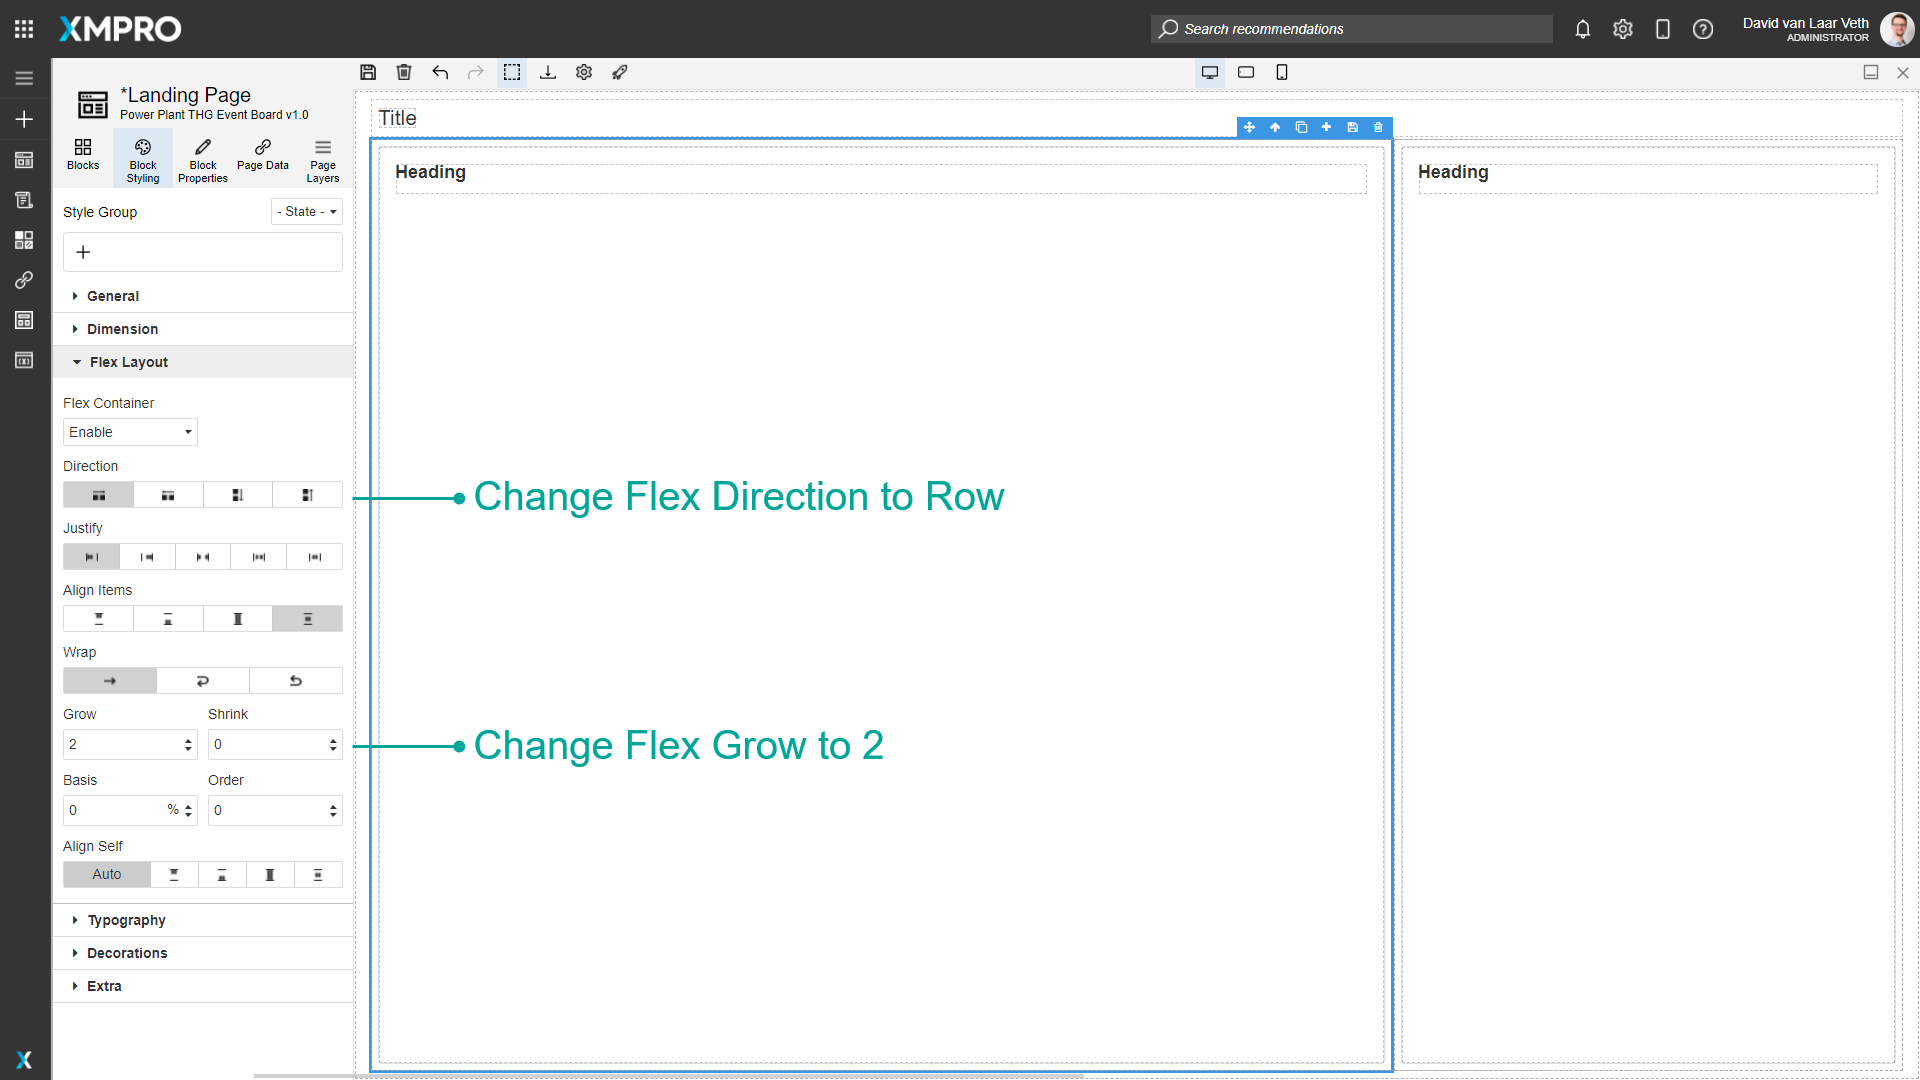 XMPRO
Search recommendations
David van Laar Veth
ADMINISTRATOR
*Landing Page
Power Plant THG Event Board v1.0
Blocks
Block Styling
Block Properties
Page Data
Page Layers
Style Group
- State -
General
Dimension
Flex Layout
Flex Container
Enable
Direction
Justify
Align Items
Wrap
Grow
Shrink
2
0
Basis
Order
0
%
0
Align Self
Auto
Typography
Decorations
Extra
Title
Heading
Heading
Change Flex Direction to Row
Change Flex Grow to 2